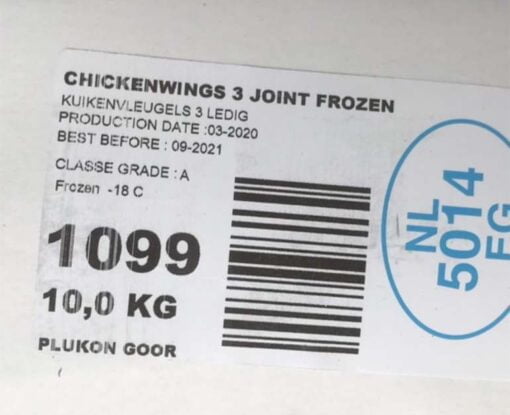 CHICKENWINGS 3 JOINT FROZEN
KUIKENVLEUGELS 3 LEDIG
PRODUCTION DATE :03-2020
BEST BEFORE : 09-2021
CLASSE GRADE : A
Frozen -18 C
1099
10,0 KG
PLUKON GOOR
NL
5014
EG